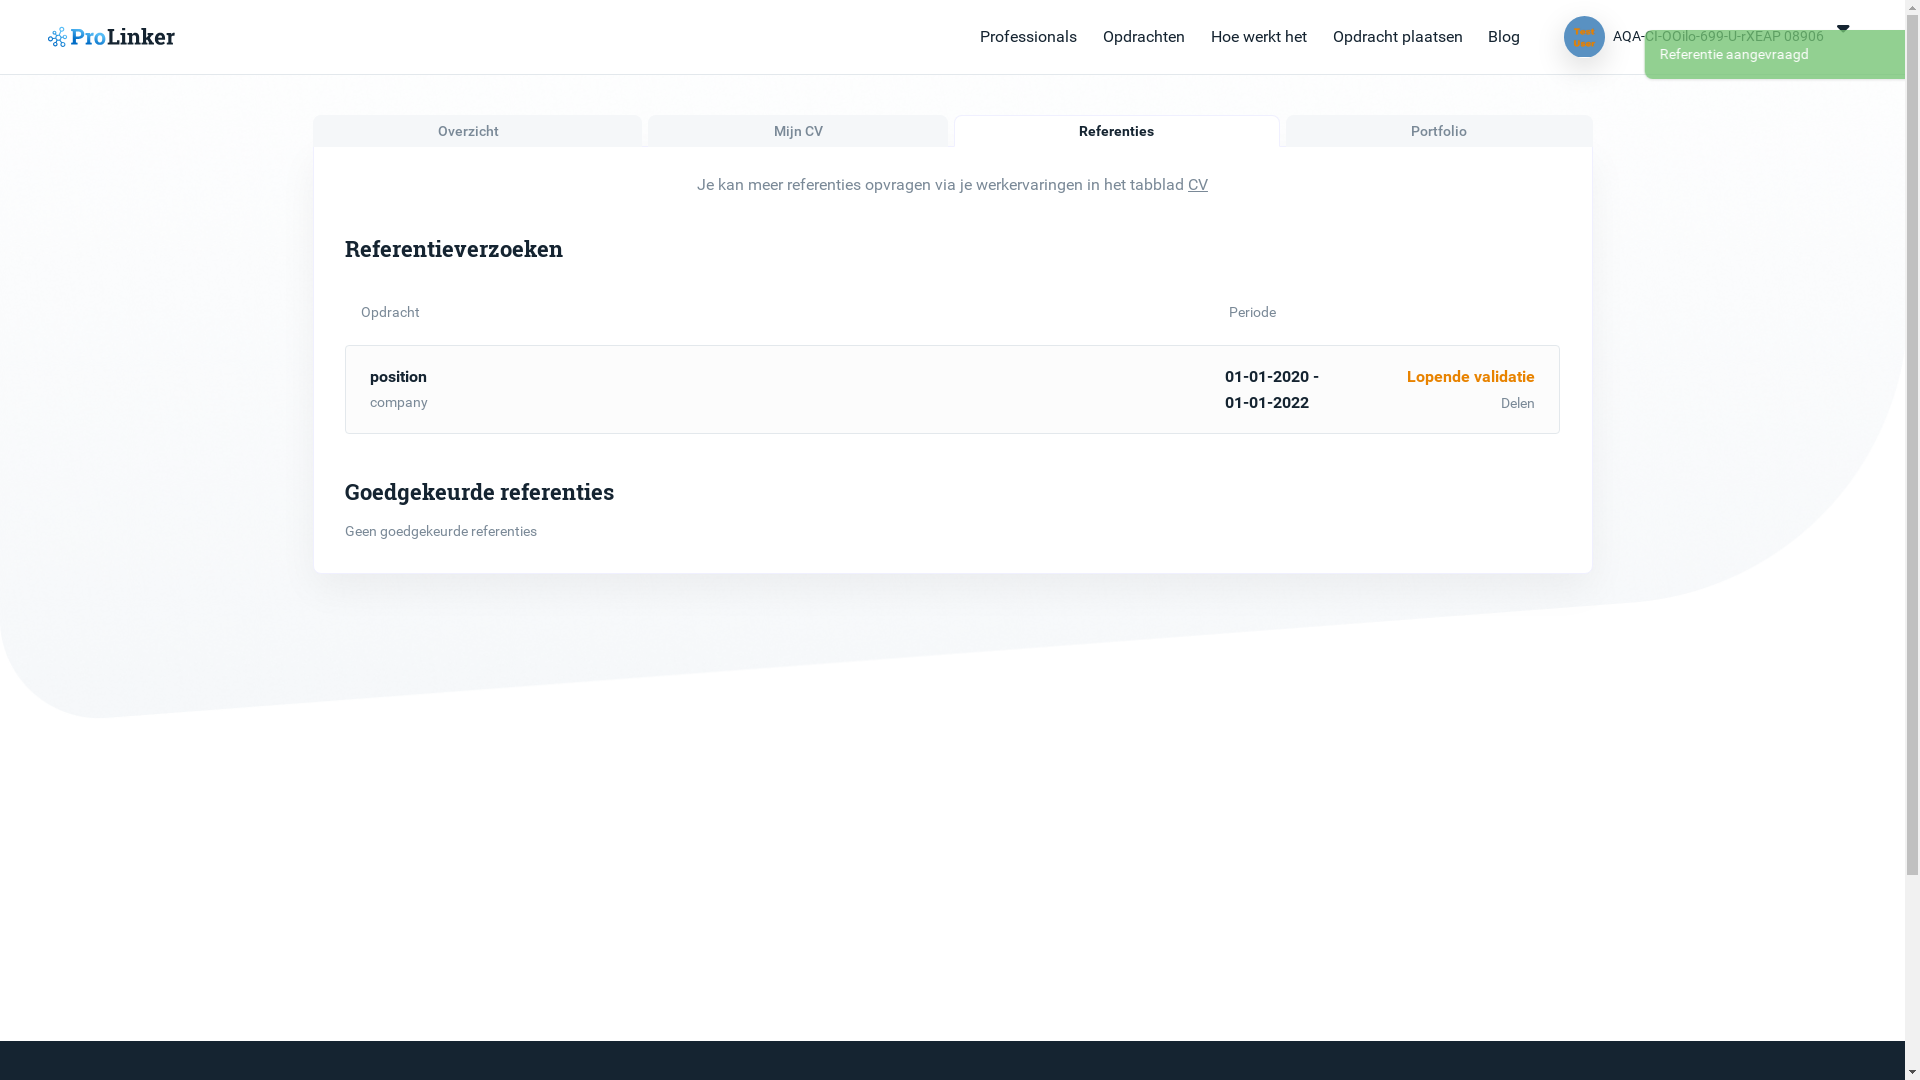 ProLinker
Professionals
Opdrachten
Hoe werkt het
Opdracht plaatsen
Blog
Test User
AQA-CI-OOilo-699-U-rXEAP 08906
Referentie aangevraagd
Overzicht
Mijn CV
Referenties
Portfolio
Je kan meer referenties opvragen via je werkervaringen in het tabblad CV
Referentieverzoeken
Opdracht
Periode
position
company
01-01-2020 -
01-01-2022
Lopende validatie
Delen
Goedgekeurde referenties
Geen goedgekeurde referenties